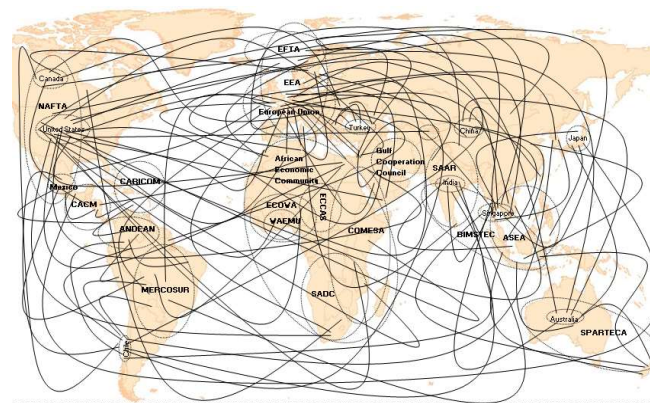 EFTA
Canada
EEA
NAFTA
European Union
United States
Turkey
China
Japan
African
Economic
Community
Gulf
Cooperation
Council
SAAR
India
Mexico
CARICOM
CACM
ECOWA
ECCAS
WAEMU
Singapore
ANDEAN
COMESA
BIMSTEC
ASEA
MERCOSUR
SADC
Australia
SPARTECA
Chile